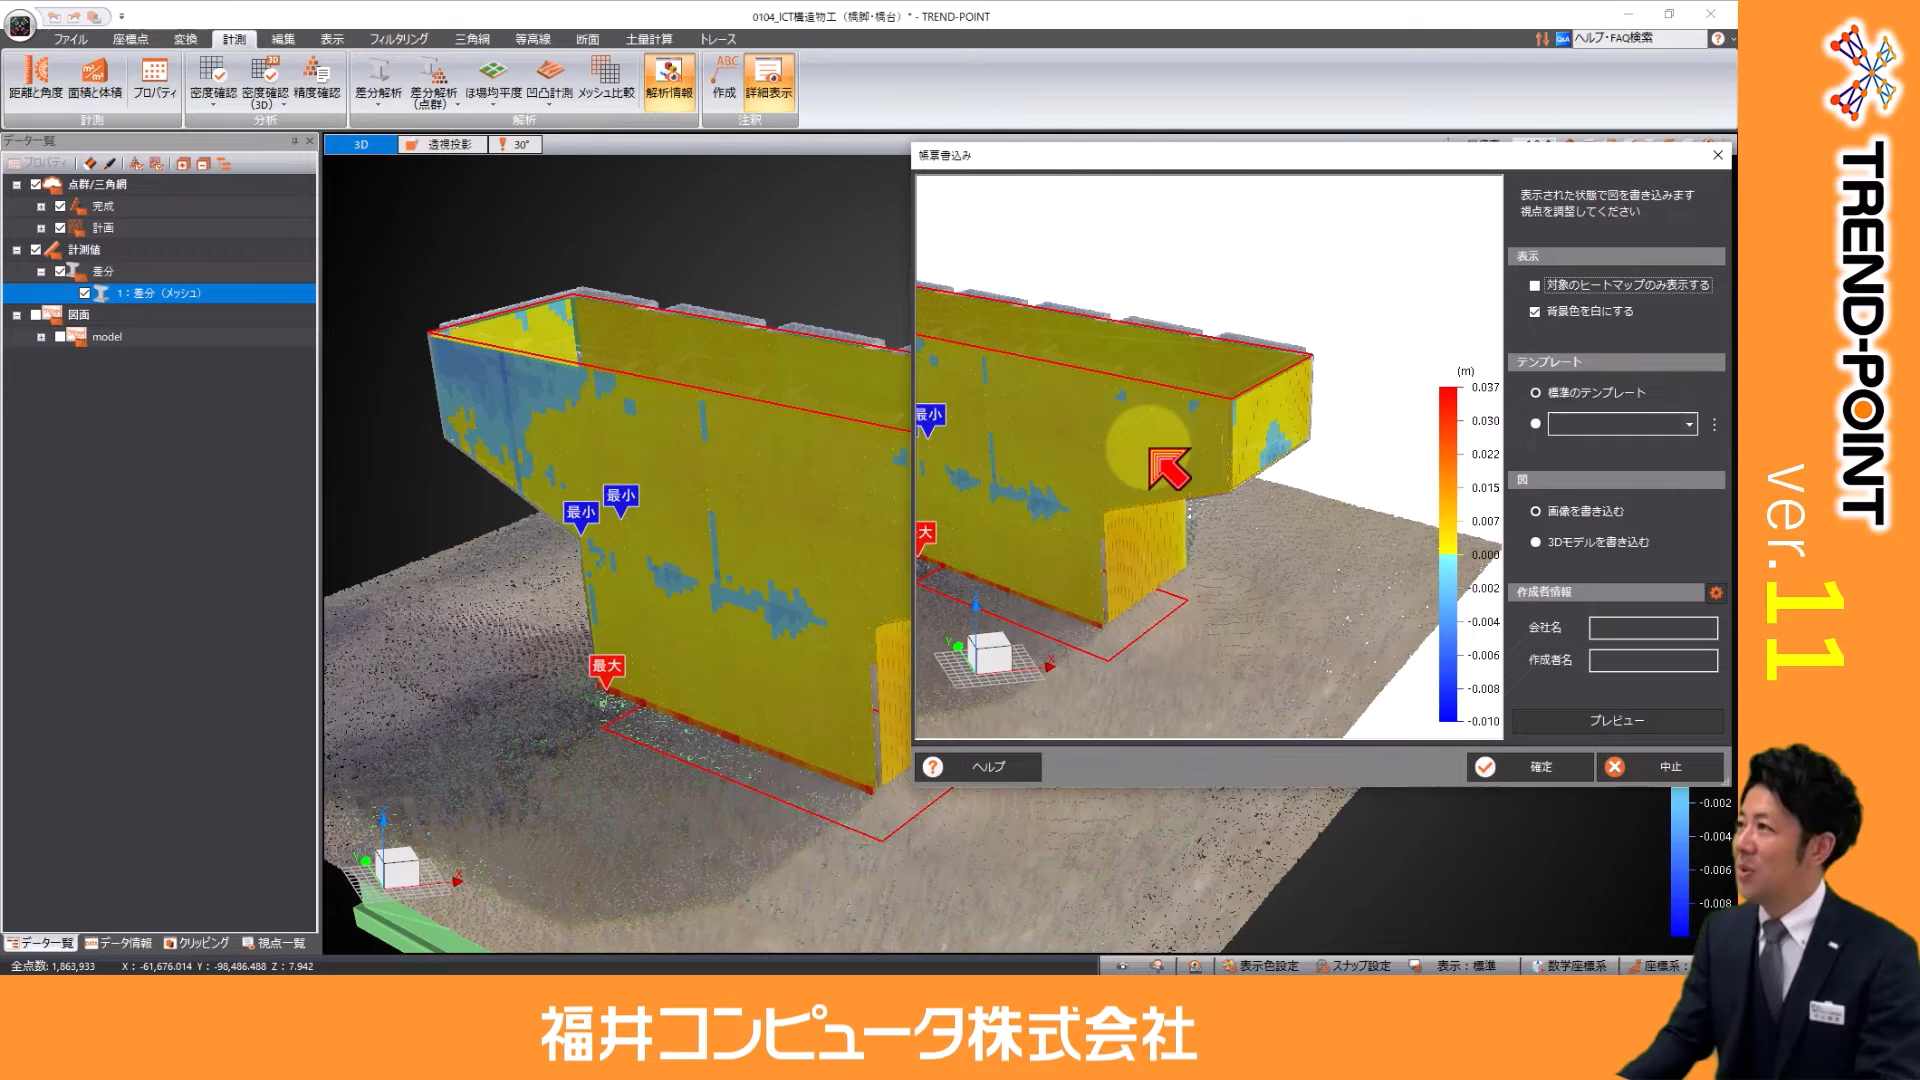 0104_ICT構造物工（橋脚・橋台）* - TREND-POINT
ファイル 座標点 変換 計測 編集 表示 フィルタリング 三角網 等高線 断面 土量計算 トレース
ヘルプ・FAQ検索
距離と角度 面積と体積 プロパティ 密度確認 密度確認(3D) 精度確認 差分解析 差分解析(点群) ほ場均平度 凹凸計測 メッシュ比較 解析情報 作成 詳細表示
計測 分析 解析 注釈
データ一覧
プロパティ
点群/三角網
完成
計画
計測値
差分
1：差分（メッシュ）
図面
model
3D 透視投影 30°
最小
最小
最大
帳票書込み
最小
大
(m)
0.037
0.030
0.022
0.015
0.007
0.000
-0.002
-0.004
-0.006
-0.008
-0.010
表示された状態で図を書き込みます
視点を調整してください
表示
対象のヒートマップのみ表示する
背景色を白にする
テンプレート
標準のテンプレート
図
画像を書き込む
3Dモデルを書き込む
作成者情報
会社名
作成者名
プレビュー
ヘルプ 確定 中止
-0.002
-0.004
-0.006
-0.008
データ一覧 データ情報 クリッピング 視点一覧
全点数: 1,863,933 X : -61,676.014 Y : -98,486.488 Z : 7.942
表示色設定 スナップ設定 表示：標準 数学座標系 座標系：
TREND-POINT
ver.11
福井コンピュータ株式会社